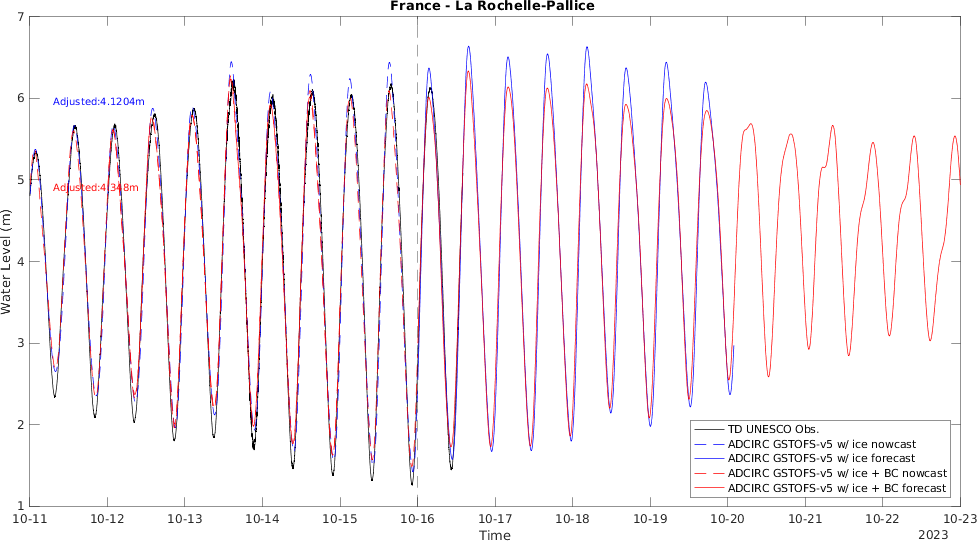 France - La Rochelle-Pallice
7
6
5
4
3
2
1
Water Level (m)
Adjusted:4.1204m
Adjusted:4.348m
TD UNESCO Obs.
ADCIRC GSTOFS-v5 w/ ice nowcast
ADCIRC GSTOFS-v5 w/ ice forecast
ADCIRC GSTOFS-v5 w/ ice + BC nowcast
ADCIRC GSTOFS-v5 w/ ice + BC forecast
10-11 10-12 10-13 10-14 10-15 10-16 10-17 10-18 10-19 10-20 10-21 10-22 10-23
Time
2023